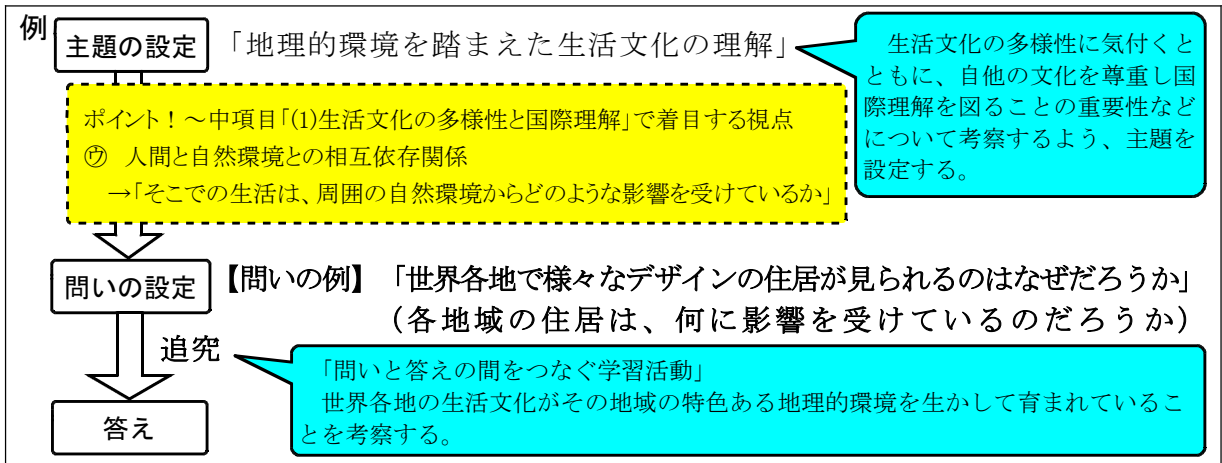 例
主題の設定
「地理的環境を踏まえた生活文化の理解」
生活文化の多様性に気付くと
ともに、自他の文化を尊重し国
際理解を図ることの重要性など
について考察するよう、主題を
設定する。
ポイント！～中項目「⑴生活文化の多様性と国際理解」で着目する視点
㋒ 人間と自然環境との相互依存関係
→「そこでの生活は、周囲の自然環境からどのような影響を受けているか」
問いの設定
【問いの例】 「世界各地で様々なデザインの住居が見られるのはなぜだろうか」
（各地域の住居は、何に影響を受けているのだろうか）
追究
「問いと答えの間をつなぐ学習活動」
世界各地の生活文化がその地域の特色ある地理的環境を生かして育まれているこ
とを考察する。
答え